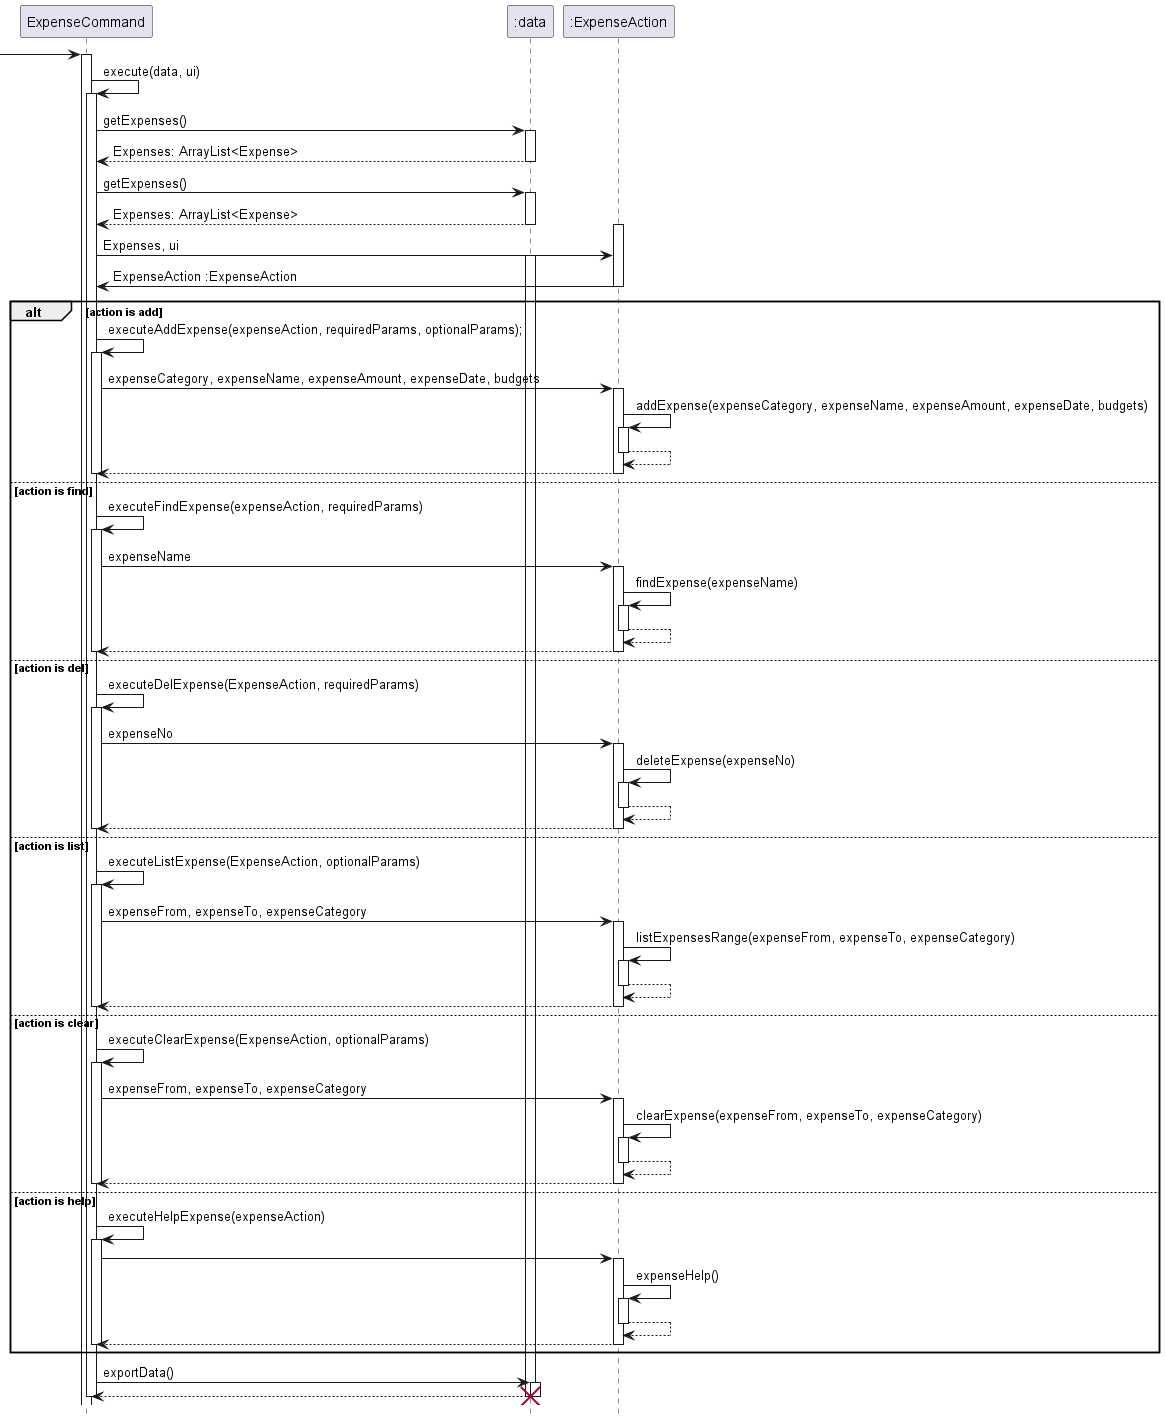 ExpenseCommand
:data
:ExpenseAction
execute(data, ui)
getExpenses()
Expenses: ArrayList<Expense>
getExpenses()
Expenses: ArrayList<Expense>
Expenses, ui
ExpenseAction :ExpenseAction
alt
[action is add]
executeAddExpense(expenseAction, requiredParams, optionalParams);
expenseCategory, expenseName, expenseAmount, expenseDate, budgets
addExpense(expenseCategory, expenseName, expenseAmount, expenseDate, budgets)
[action is find]
executeFindExpense(expenseAction, requiredParams)
expenseName
findExpense(expenseName)
[action is del]
executeDelExpense(ExpenseAction, requiredParams)
expenseNo
deleteExpense(expenseNo)
[action is list]
executeListExpense(ExpenseAction, optionalParams)
expenseFrom, expenseTo, expenseCategory
listExpensesRange(expenseFrom, expenseTo, expenseCategory)
[action is clear]
executeClearExpense(ExpenseAction, optionalParams)
expenseFrom, expenseTo, expenseCategory
clearExpense(expenseFrom, expenseTo, expenseCategory)
[action is help]
executeHelpExpense(expenseAction)
expenseHelp()
exportData()